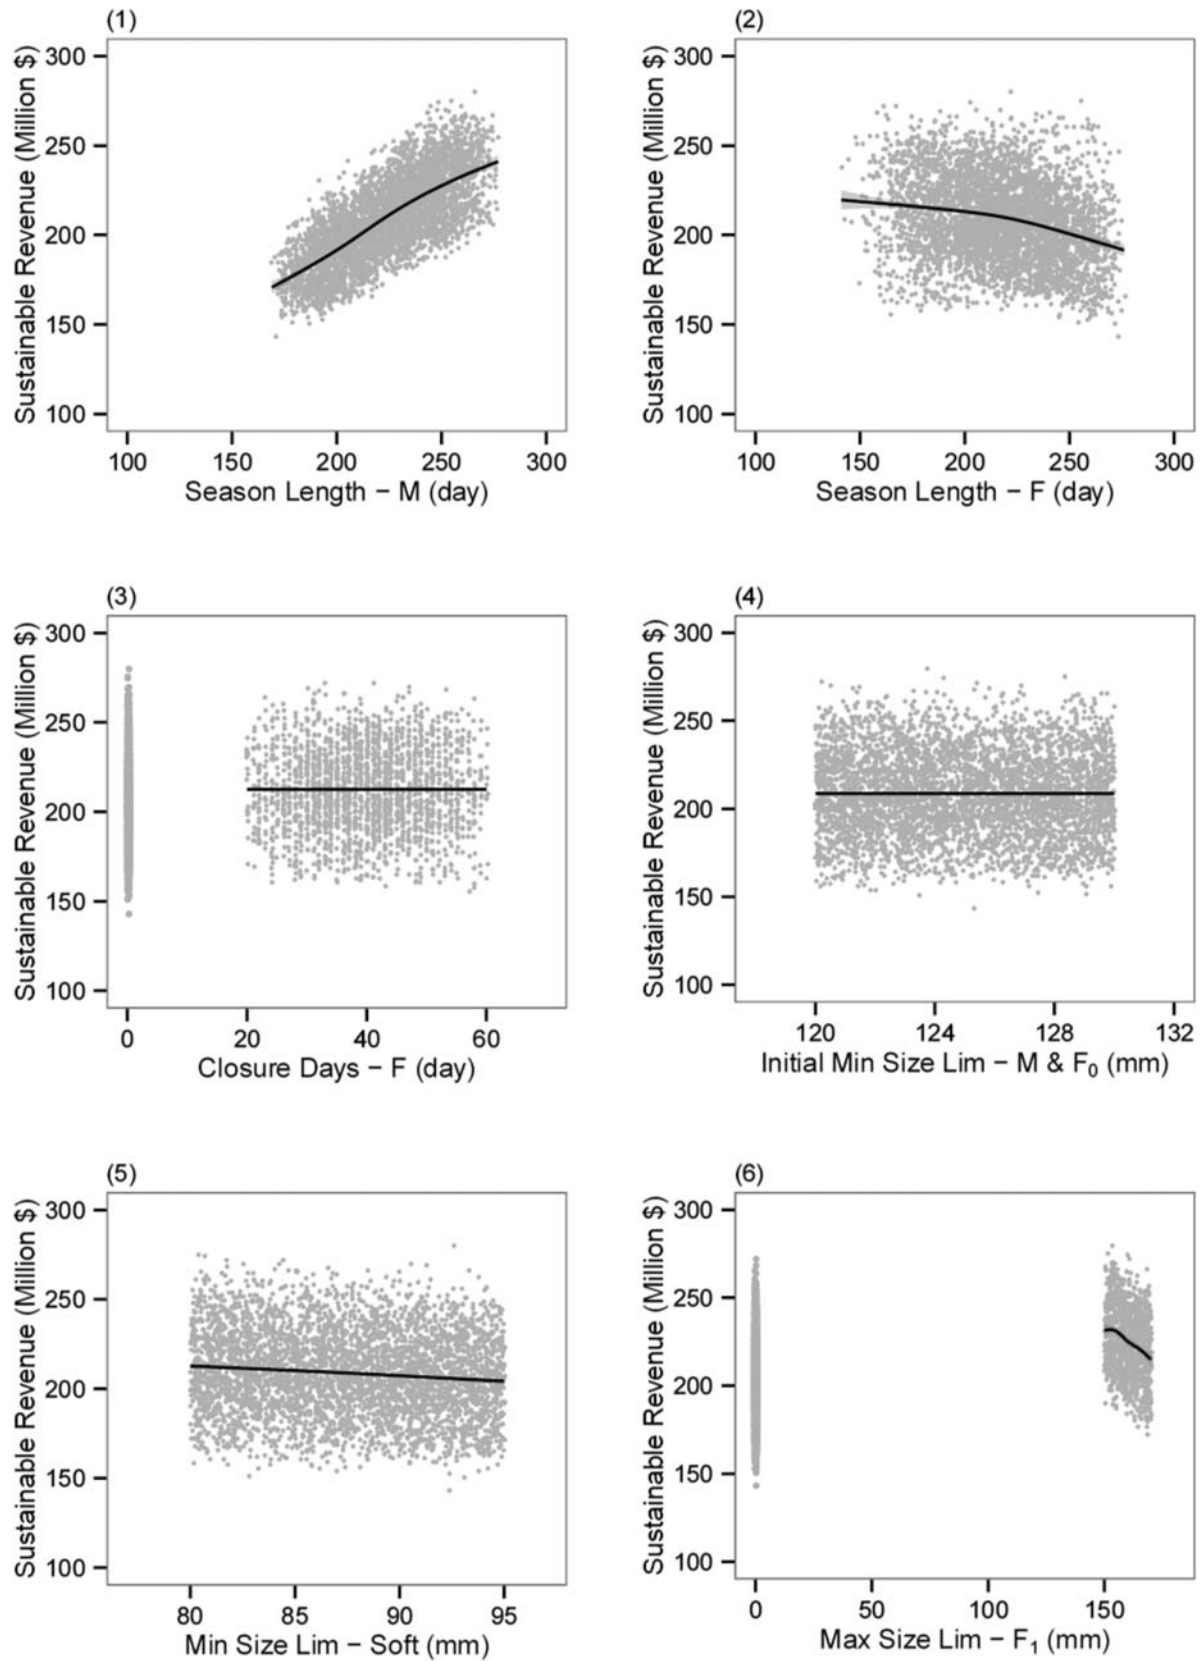 (1)
Sustainable Revenue (Million $)
300
250
200
150
100
100 150 200 250 300
Season Length − M (day)
(2)
Sustainable Revenue (Million $)
300
250
200
150
100
100 150 200 250 300
Season Length − F (day)
(3)
Sustainable Revenue (Million $)
300
250
200
150
100
0 20 40 60
Closure Days − F (day)
(4)
Sustainable Revenue (Million $)
300
250
200
150
100
120 124 128 132
Initial Min Size Lim − M & F₀ (mm)
(5)
Sustainable Revenue (Million $)
300
250
200
150
100
80 85 90 95
Min Size Lim − Soft (mm)
(6)
Sustainable Revenue (Million $)
300
250
200
150
100
0 50 100 150
Max Size Lim − F₁ (mm)